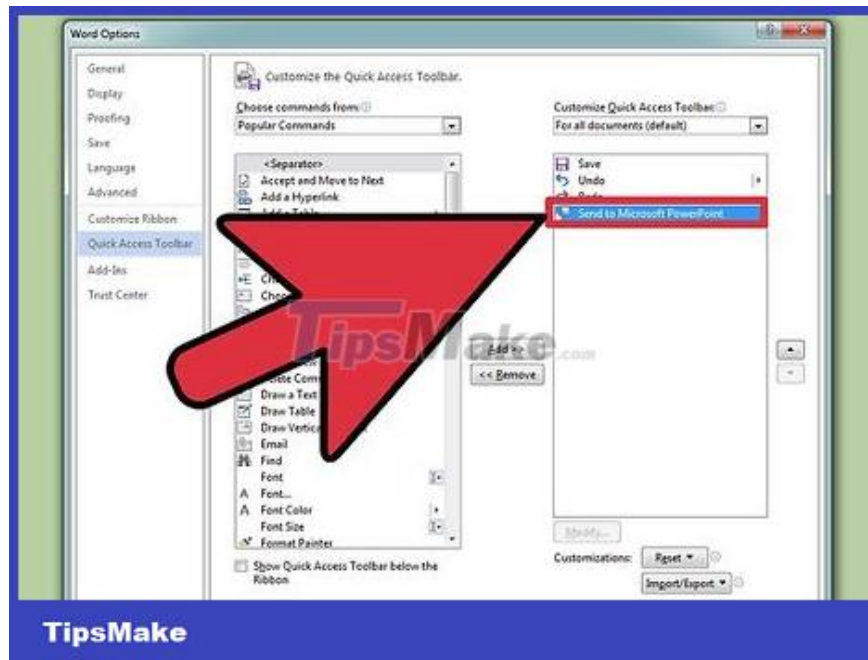 Word Options
General
Display
Proofing
Save
Language
Advanced
Customize Ribbon
Quick Access Toolbar
Add-Ins
Trust Center
Customize the Quick Access Toolbar.
Choose commands from:
Popular Commands
<Separator>
Accept and Move to Next
Add a Hyperlink
Draw a Text
Draw Table
Draw Vertical
Email
Find
Font
Font...
Font Color
Font Size
Format Painter
Show Quick Access Toolbar below the
Ribbon
Add >>
<< Remove
Customize Quick Access Toolbar:
For all documents (default)
Save
Undo
Send to Microsoft PowerPoint
Modify...
Customizations:
Reset
Import/Export
TipsMake.com
TipsMake